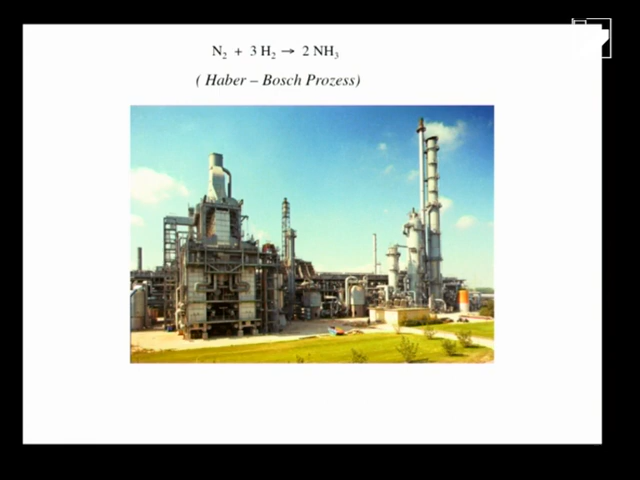 N₂ + 3 H₂ → 2 NH₃
( Haber – Bosch Prozess)